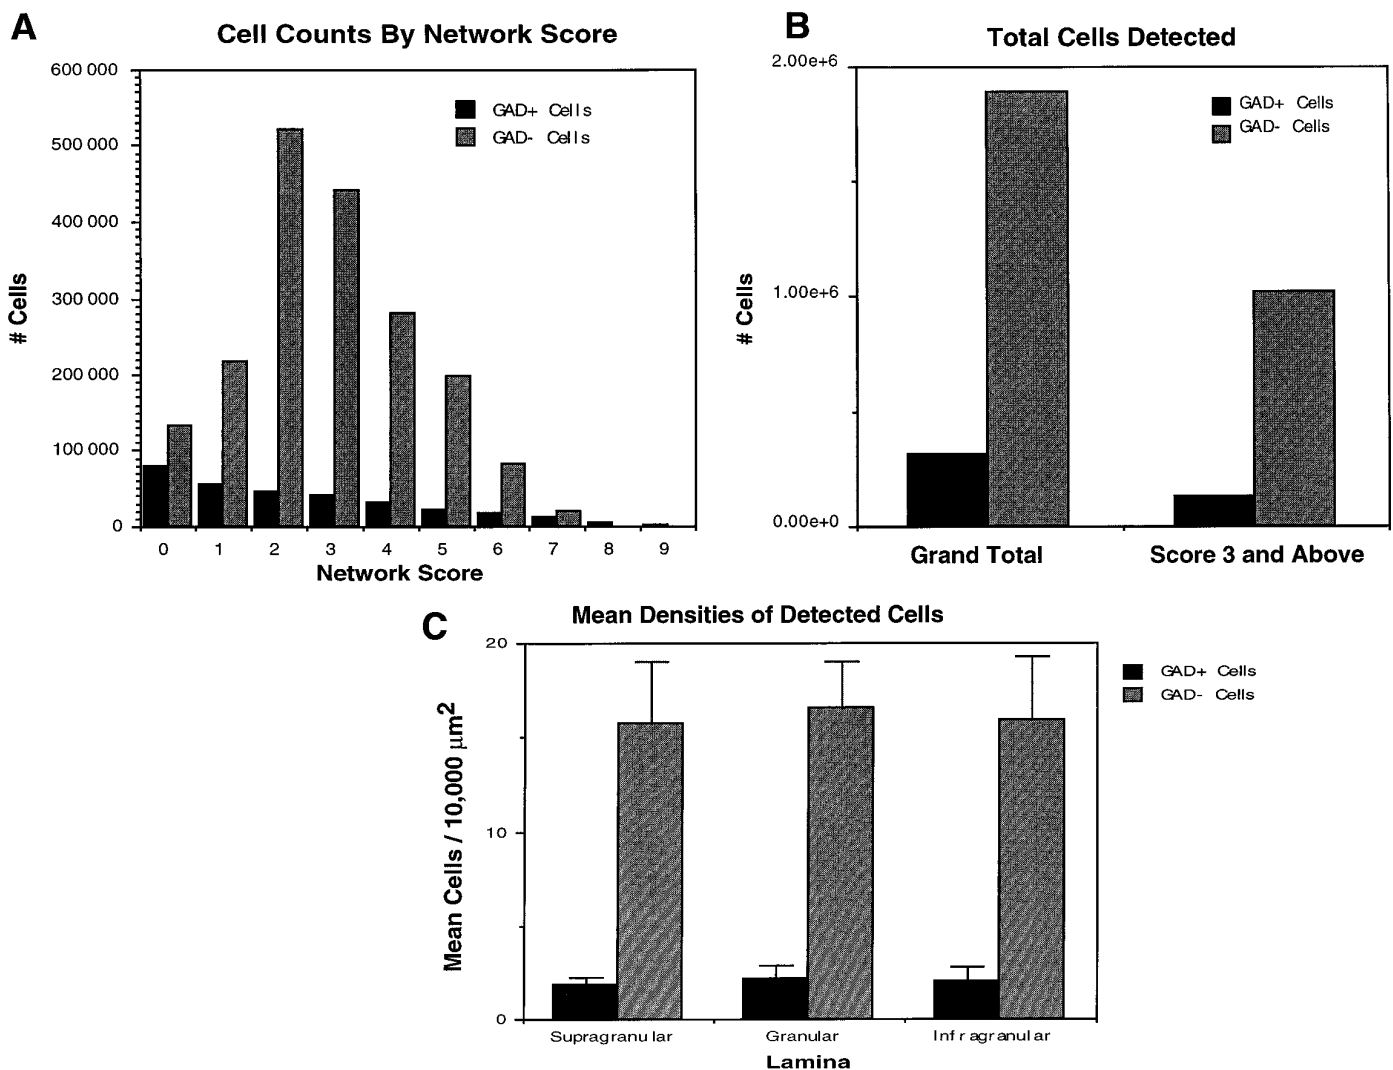 A
Cell Counts By Network Score
600 000
500 000
400 000
300 000
200 000
100 000
0
# Cells
GAD+ Cells
GAD- Cells
0 1 2 3 4 5 6 7 8 9
Network Score
B
Total Cells Detected
2.00e+6
1.00e+6
0.00e+0
# Cells
GAD+ Cells
GAD- Cells
Grand Total Score 3 and Above
C
Mean Densities of Detected Cells
20
10
0
Mean Cells / 10,000 µm2
GAD+ Cells
GAD- Cells
Supragranular Granular Infragranular
Lamina